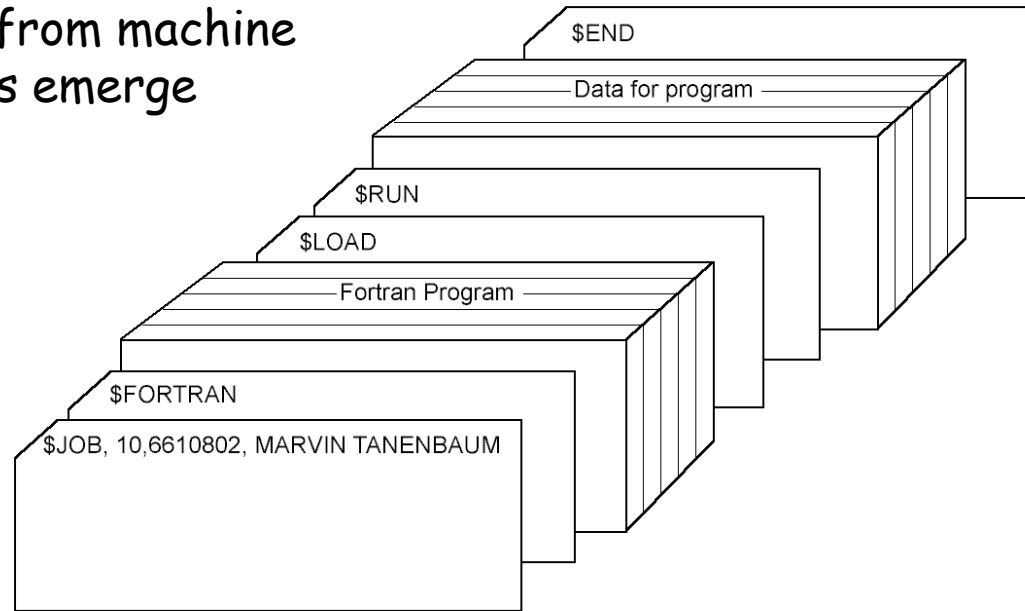 from machine
s emerge
$END
Data for program
$RUN
$LOAD
Fortran Program
$FORTRAN
$JOB, 10,6610802, MARVIN TANENBAUM